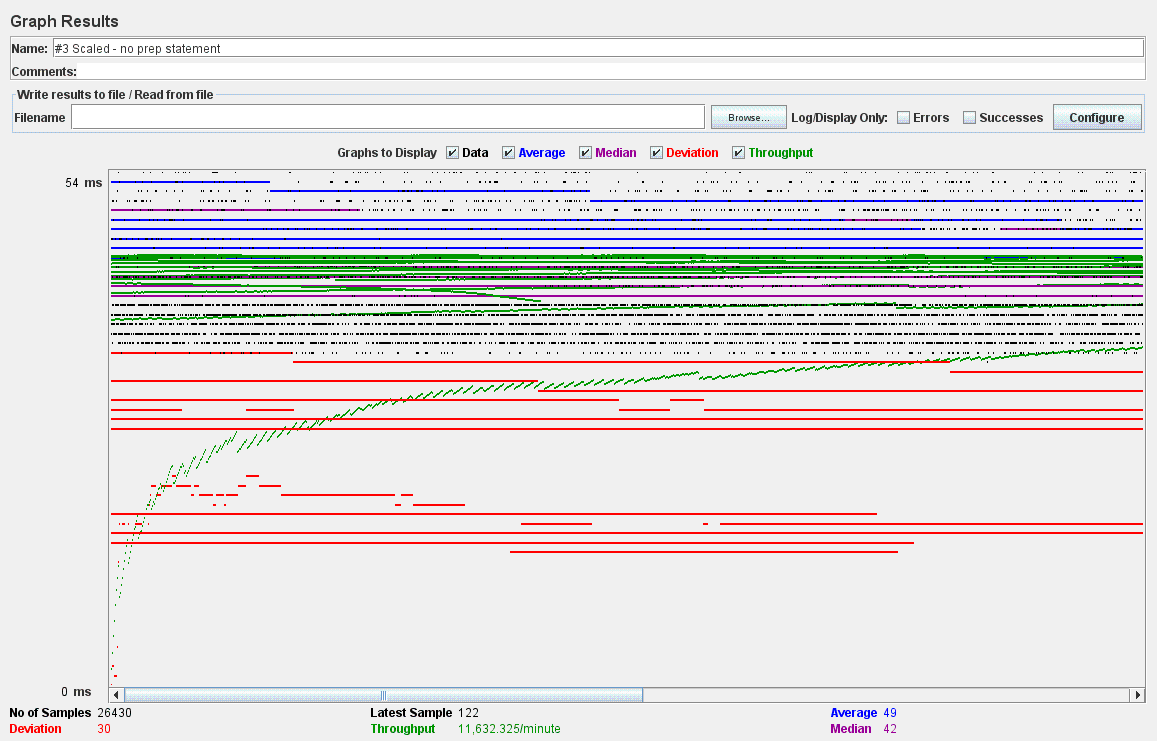 Graph Results
Name: #3 Scaled - no prep statement
Comments:
Write results to file / Read from file
Filename Browse... Log/Display Only: Errors Successes Configure
Graphs to Display Data Average Median Deviation Throughput
54 ms
0 ms
No of Samples 26430 Latest Sample 122 Average 49
Deviation 30 Throughput 11,632.325/minute Median 42